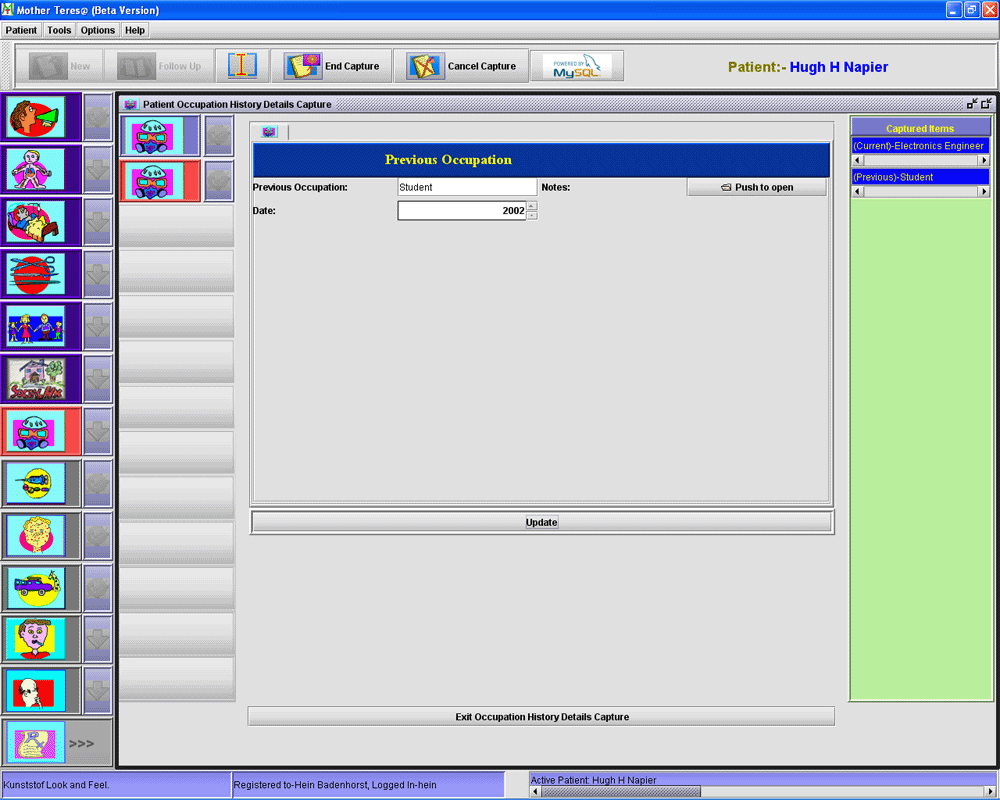 Mother Teres@ (Beta Version)
Patient Tools Options Help
New Follow Up End Capture Cancel Capture POWERED BY MySQL Patient:- Hugh H Napier
Patient Occupation History Details Capture
Captured Items
(Current)-Electronics Engineer
(Previous)-Student
Previous Occupation
Previous Occupation: Student Notes: Push to open
Date: 2002
Update
Exit Occupation History Details Capture
>>>
Kunststof Look and Feel. Registered to-Hein Badenhorst, Logged In-hein Active Patient: Hugh H Napier